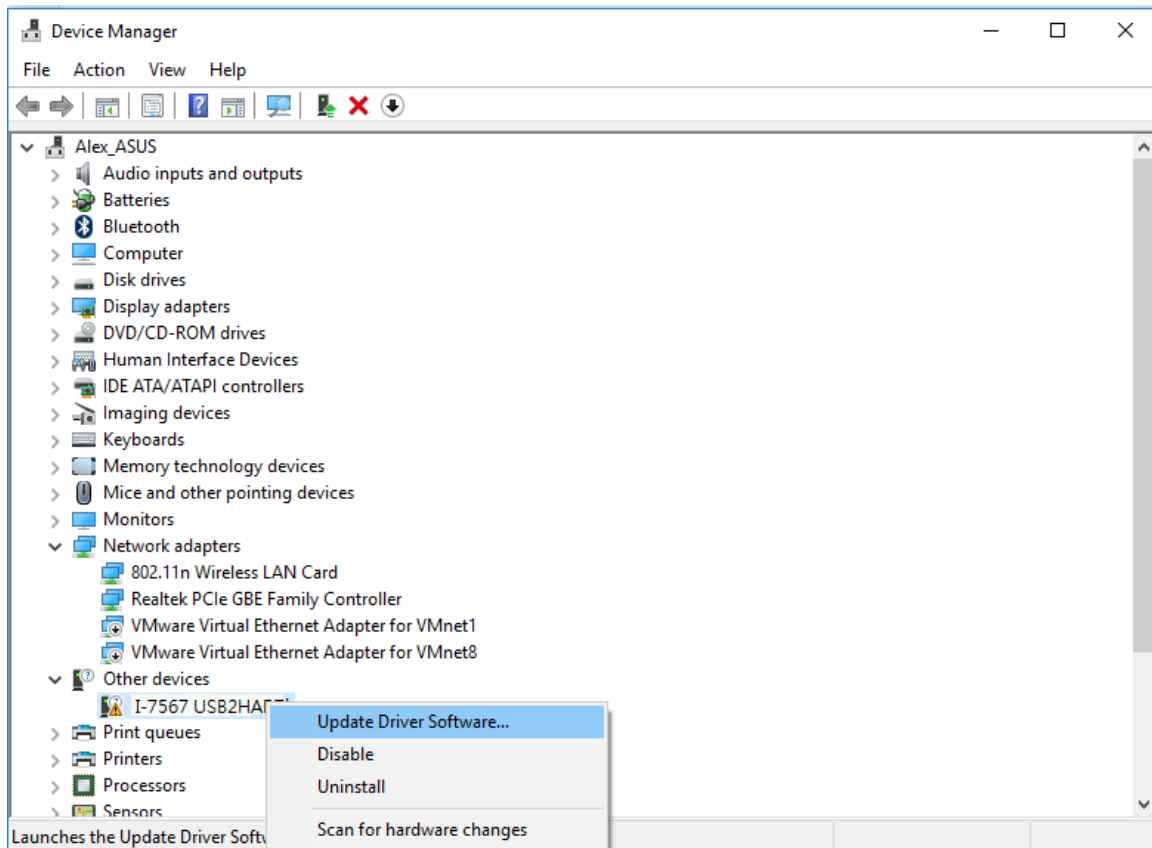 Device Manager
File Action View Help
Alex_ASUS
Audio inputs and outputs
Batteries
Bluetooth
Computer
Disk drives
Display adapters
DVD/CD-ROM drives
Human Interface Devices
IDE ATA/ATAPI controllers
Imaging devices
Keyboards
Memory technology devices
Mice and other pointing devices
Monitors
Network adapters
802.11n Wireless LAN Card
Realtek PCIe GBE Family Controller
VMware Virtual Ethernet Adapter for VMnet1
VMware Virtual Ethernet Adapter for VMnet8
Other devices
I-7567
Update Driver Software...
Disable
Uninstall
Scan for hardware changes
Print queues
Printers
Processors
Sensors
Launches the Update Driver